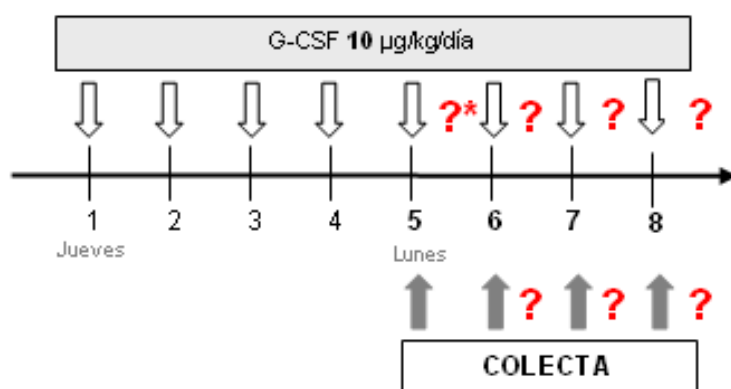 G-CSF 10 µg/kg/día
?* ? ? ?
1 2 3 4 5 6 7 8
Jueves Lunes
? ? ?
COLECTA